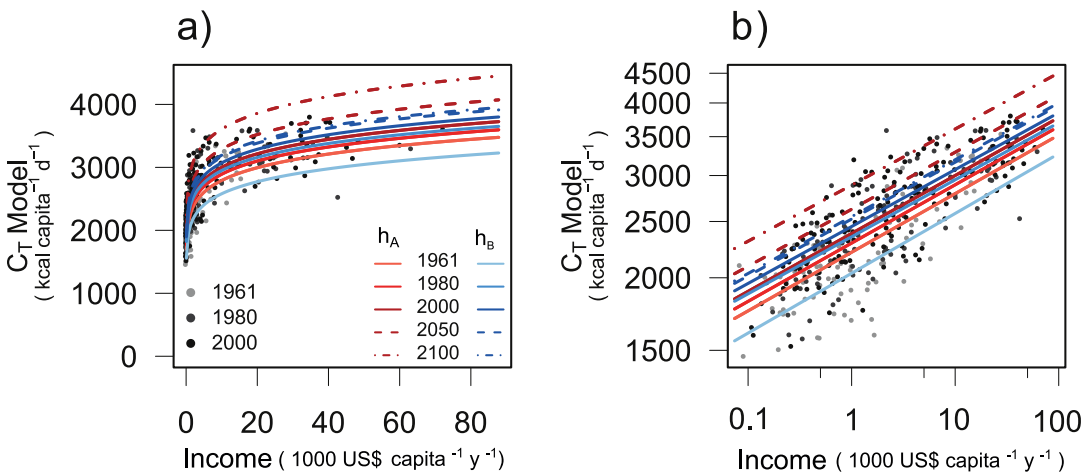 a)
4000
3000
2000
1000
0
C_T Model
( kcal capita⁻¹ d⁻¹ )
h_A h_B
1961
1980
2000
2050
2100
1961
1980
2000
0 20 40 60 80
Income ( 1000 US$ capita ⁻¹ y ⁻¹ )
b)
4500
4000
3500
3000
2500
2000
1500
C_T Model
( kcal capita⁻¹ d⁻¹ )
0.1 1 10 100
Income ( 1000 US$ capita ⁻¹ y ⁻¹ )